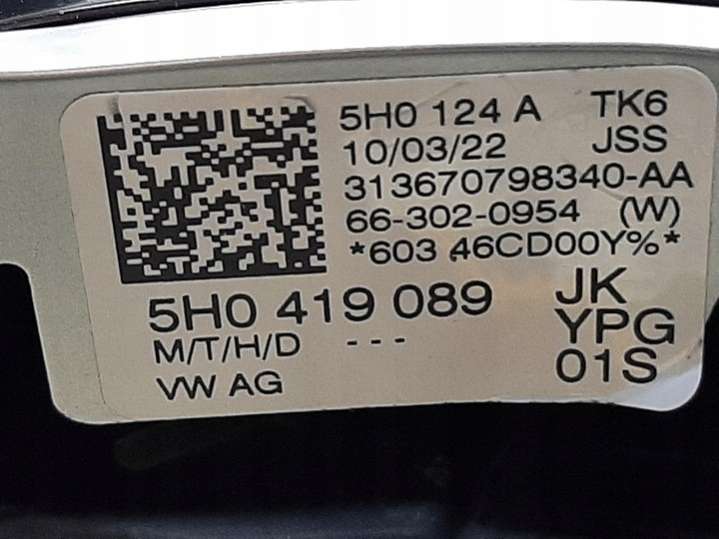 5H0 124 A TK6
10/03/22 JSS
313670798340-AA
66-302-0954 (W)
*603 46CD00Y%*
5H0 419 089 JK
M/T/H/D --- YPG
VW AG 01S